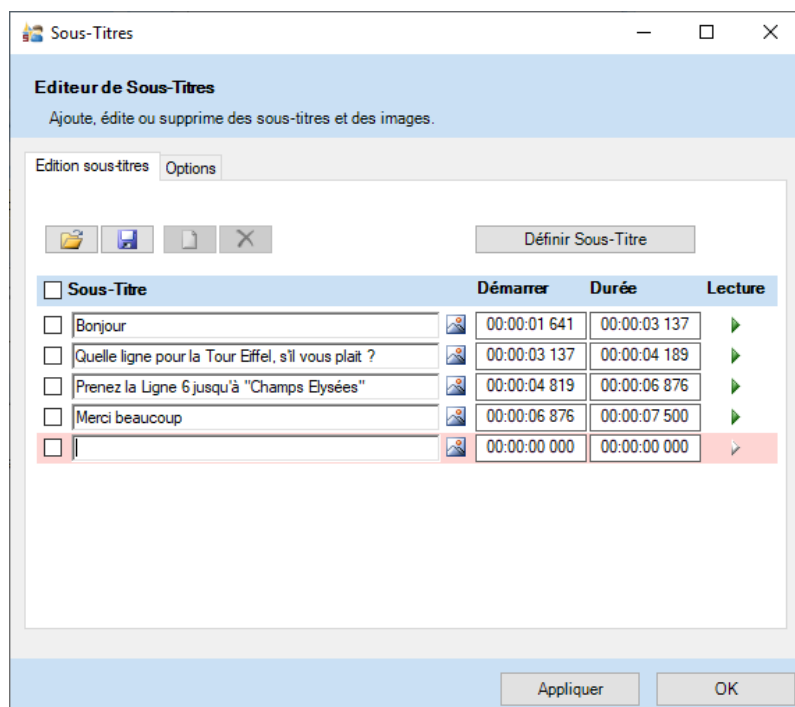 Sous-Titres
Editeur de Sous-Titres
Ajoute, édite ou supprime des sous-titres et des images.
Edition sous-titres Options
Définir Sous-Titre
Sous-Titre Démarrer Durée Lecture
Bonjour 00:00:01 641 00:00:03 137
Quelle ligne pour la Tour Eiffel, s'il vous plait ? 00:00:03 137 00:00:04 189
Prenez la Ligne 6 jusqu'à "Champs Elysées" 00:00:04 819 00:00:06 876
Merci beaucoup 00:00:06 876 00:00:07 500
00:00:00 000 00:00:00 000
Appliquer OK